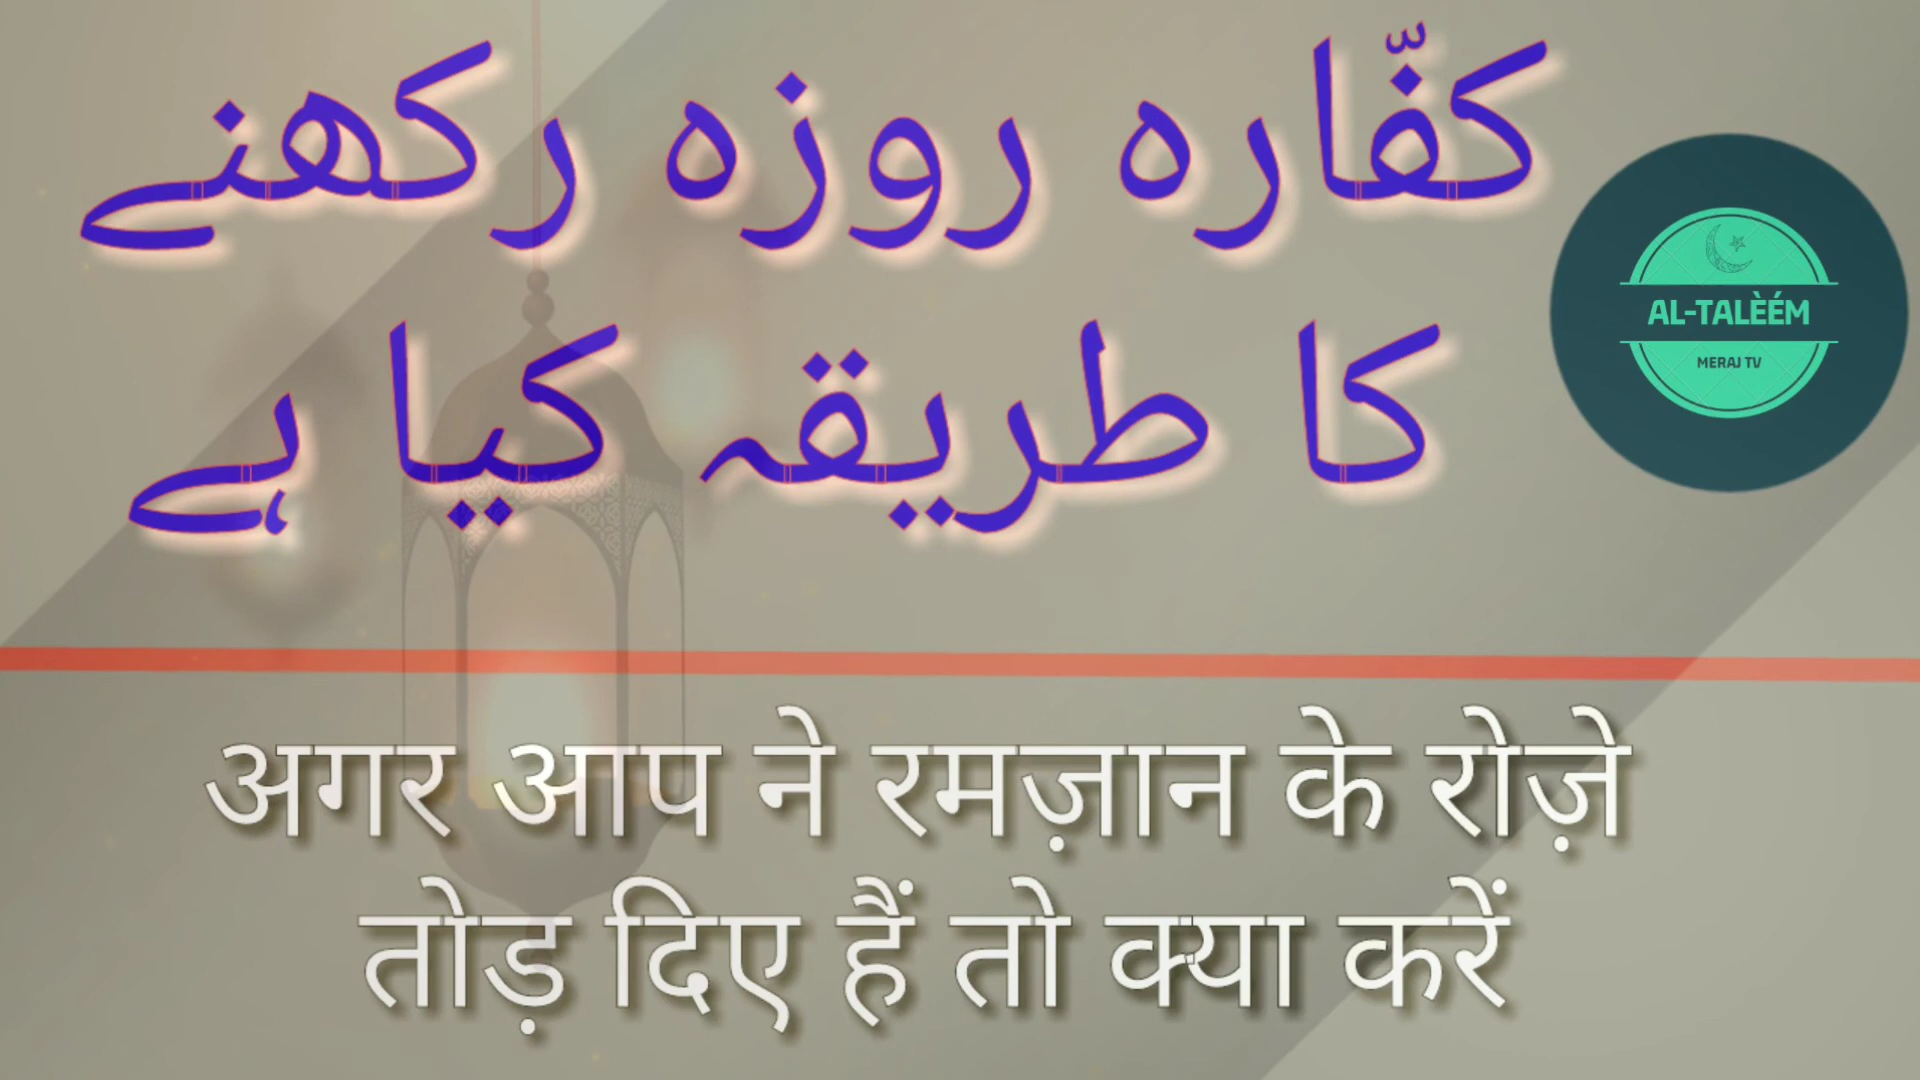 کفّارہ روزہ رکھنے
کا طریقہ کیا ہے
AL-TALÈÉM
MERAJ TV
अगर आप ने रमज़ान के रोज़े
तोड़ दिए हैं तो क्या करें